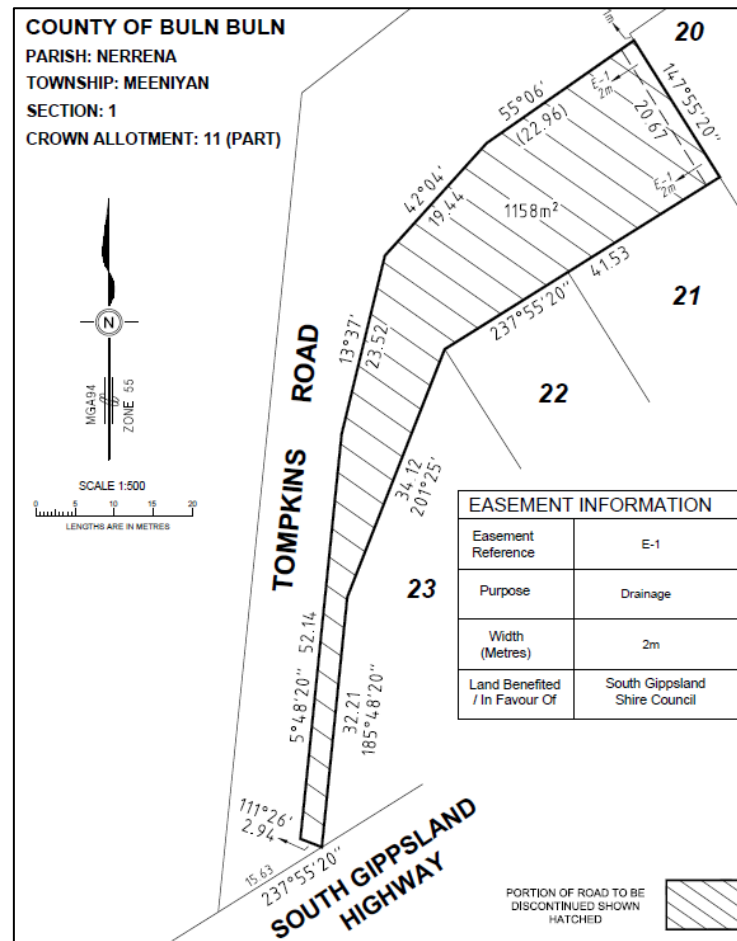 COUNTY OF BULN BULN
PARISH: NERRENA
TOWNSHIP: MEENIYAN
SECTION: 1
CROWN ALLOTMENT: 11 (PART)
1m
20
E-1
2m
147°55'20"
20.67
55°06'
(22.96)
42°04'
19.44
1158m²
E-1
2m
41.53
237°55'20"
21
22
23
N
MGA94
ZONE 55
SCALE 1:500
0 5 10 15 20
LENGTHS ARE IN METRES
TOMPKINS ROAD
13°37'
23.52
34.12
201°25'
52.14
5°48'20"
32.21
185°48'20"
111°26'
2.94
15.63
237°55'20"
SOUTH GIPPSLAND
HIGHWAY
EASEMENT INFORMATION
Easement Reference E-1
Purpose Drainage
Width (Metres) 2m
Land Benefited / In Favour Of South Gippsland Shire Council
PORTION OF ROAD TO BE
DISCONTINUED SHOWN
HATCHED